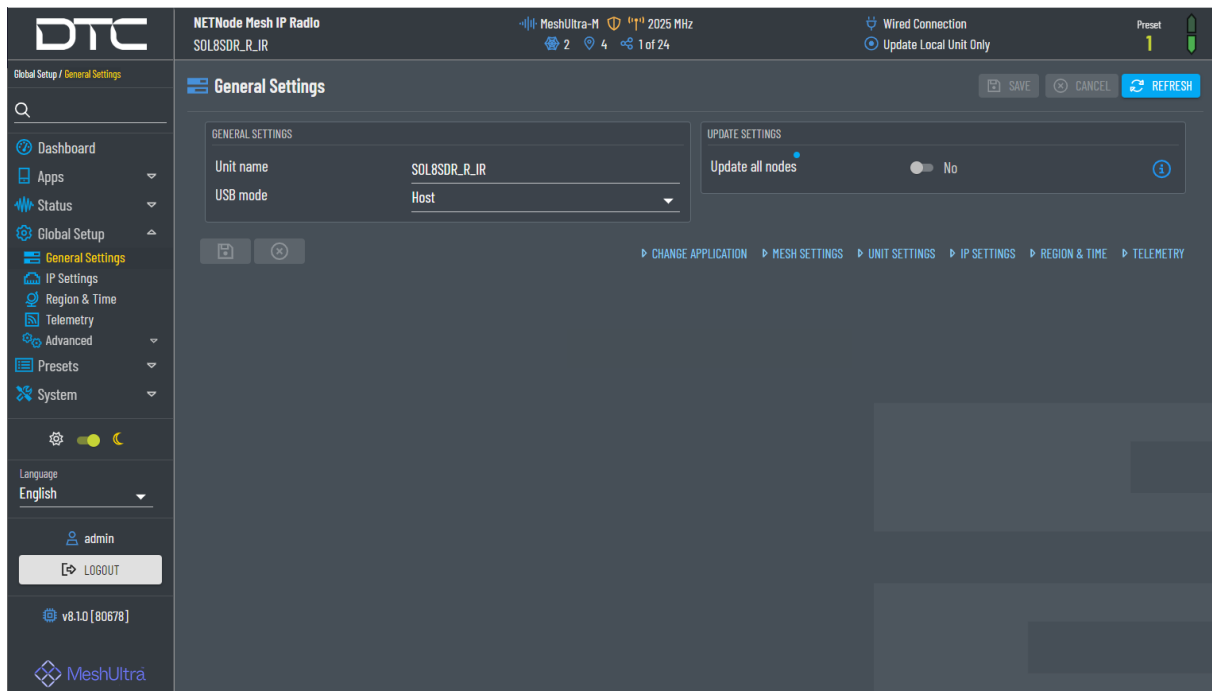 DTC
NETNode Mesh IP Radio
SOL8SDR_R_IR
MeshUltra-M 2025 MHz
2 4 1 of 24
Wired Connection
Update Local Unit Only
Preset
1
Global Setup / General Settings
Dashboard
Apps
Status
Global Setup
General Settings
IP Settings
Region & Time
Telemetry
Advanced
Presets
System
Language
English
admin
LOGOUT
v8.1.0 [80678]
MeshUltra
General Settings
SAVE CANCEL REFRESH
GENERAL SETTINGS
Unit name SOL8SDR_R_IR
USB mode Host
UPDATE SETTINGS
Update all nodes No
CHANGE APPLICATION MESH SETTINGS UNIT SETTINGS IP SETTINGS REGION & TIME TELEMETRY